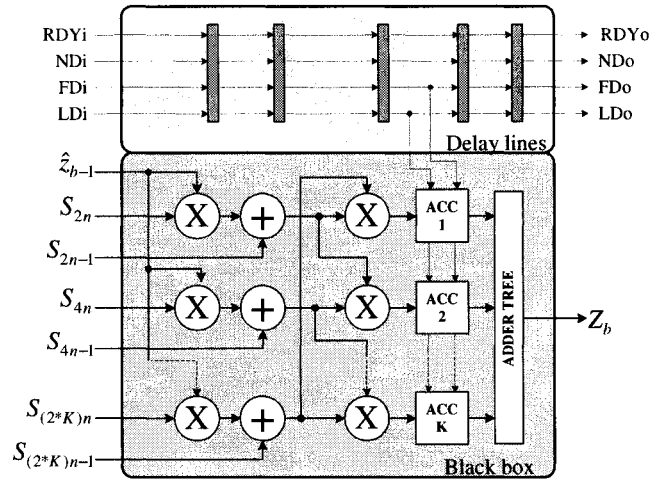 RDYi
RDYo
NDi
NDo
FDi
FDo
LDi
LDo
Delay lines
ẑ_{b-1}
S_{2n}
X
+
X
ACC 1
S_{2n-1}
S_{4n}
X
+
X
ACC 2
ADDER TREE
Z_b
S_{4n-1}
S_{(2*K)n}
X
+
X
ACC K
S_{(2*K)n-1}
Black box